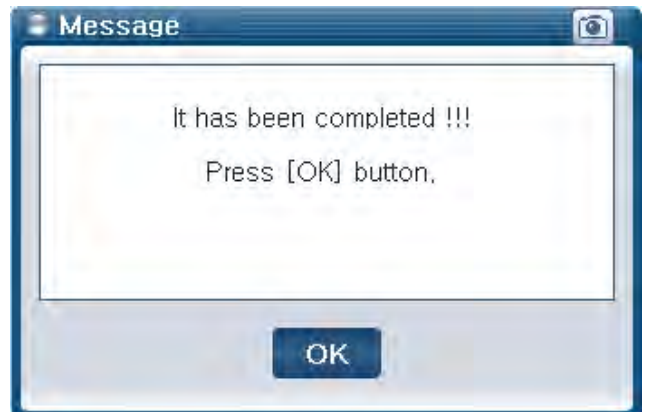 Message
It has been completed !!!
Press [OK] button,
OK